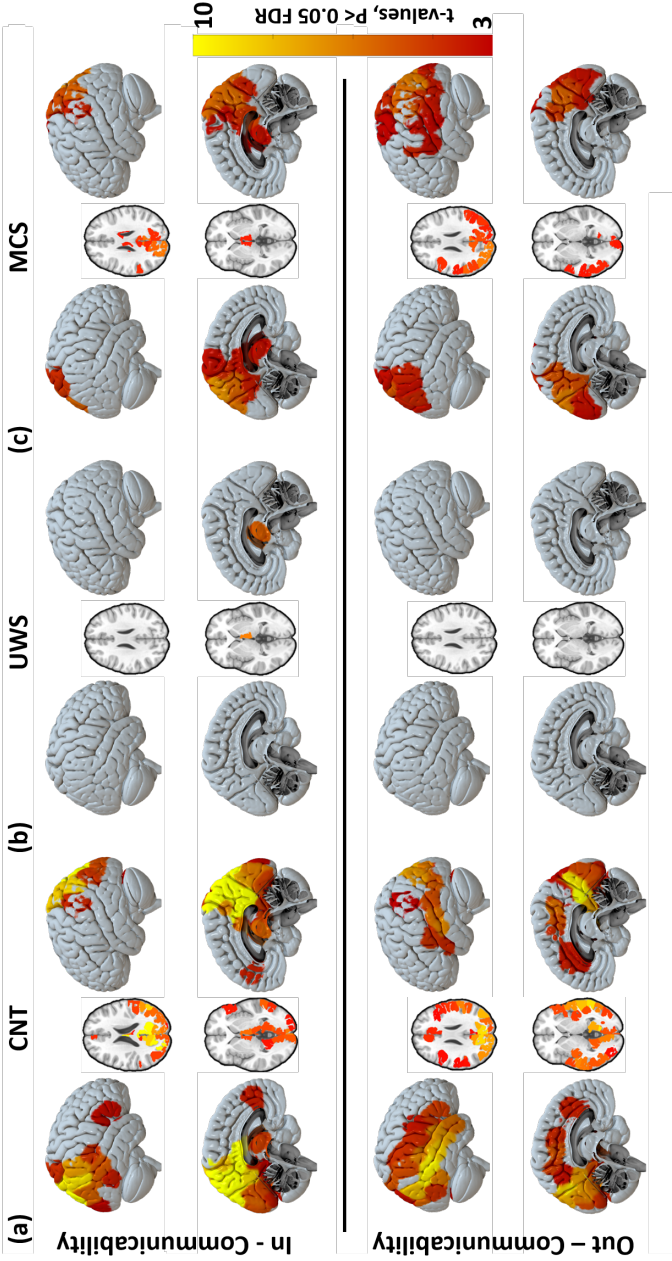 (a)
CNT
(b)
UWS
(c)
MCS
In - Communicability
Out – Communicability
10
t-values, P< 0.05 FDR
3